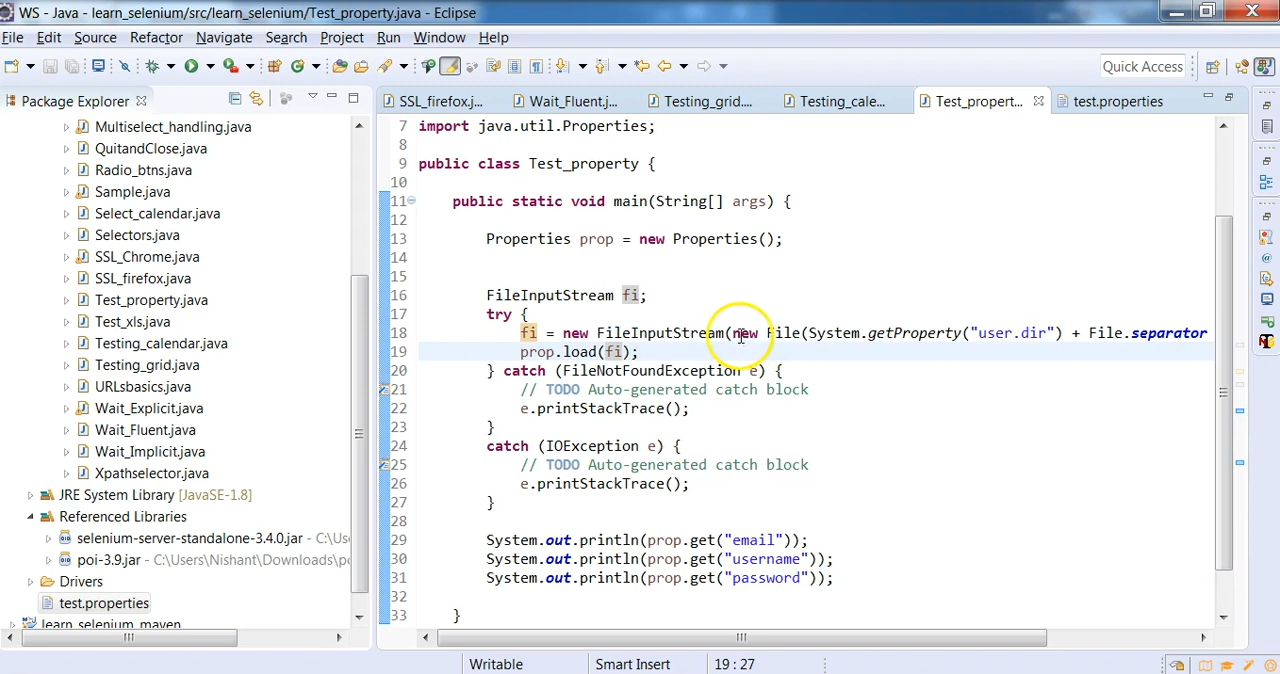 WS - Java - learn_selenium/src/learn_selenium/Test_property.java - Eclipse
File Edit Source Refactor Navigate Search Project Run Window Help
Quick Access
Package Explorer
SSL_firefox.j... Wait_Fluent.j... Testing_grid.... Testing_cale... Test_propert... test.properties
Multiselect_handling.java
QuitandClose.java
Radio_btns.java
Sample.java
Select_calendar.java
Selectors.java
SSL_Chrome.java
SSL_firefox.java
Test_property.java
Test_xls.java
Testing_calendar.java
Testing_grid.java
URLsbasics.java
Wait_Explicit.java
Wait_Fluent.java
Wait_Implicit.java
Xpathselector.java
JRE System Library [JavaSE-1.8]
Referenced Libraries
selenium-server-standalone-3.4.0.jar - C:\Us
poi-3.9.jar - C:\Users\Nishant\Downloads\po
Drivers
test.properties
learn_selenium_maven
7 import java.util.Properties;
8
9 public class Test_property {
10
11 public static void main(String[] args) {
12
13 Properties prop = new Properties();
14
15
16 FileInputStream fi;
17 try {
18 fi = new FileInputStream(new File(System.getProperty("user.dir") + File.separator
19 prop.load(fi);
20 } catch (FileNotFoundException e) {
21 // TODO Auto-generated catch block
22 e.printStackTrace();
23 }
24 catch (IOException e) {
25 // TODO Auto-generated catch block
26 e.printStackTrace();
27 }
28
29 System.out.println(prop.get("email"));
30 System.out.println(prop.get("username"));
31 System.out.println(prop.get("password"));
32
33 }
Writable Smart Insert 19 : 27